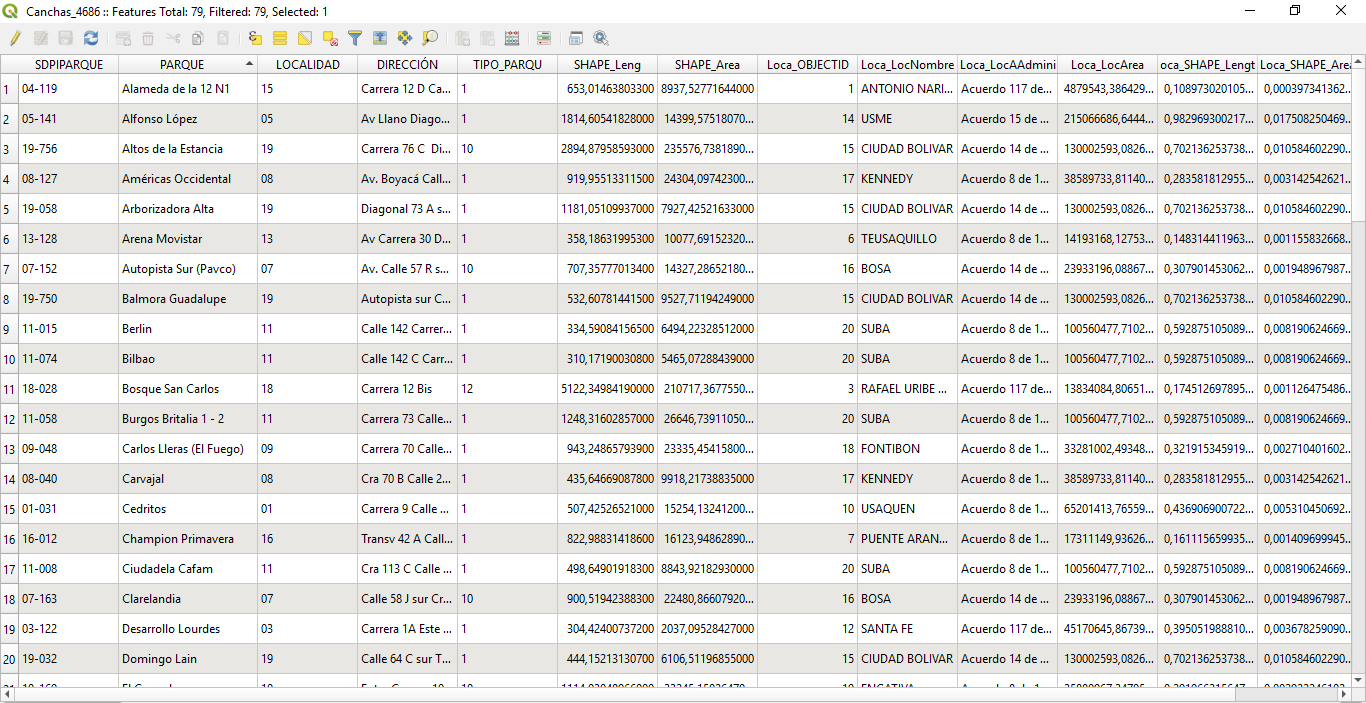 Canchas_4686 :: Features Total: 79, Filtered: 79, Selected: 1
SDPIPARQUE PARQUE LOCALIDAD DIRECCIÓN TIPO_PARQU SHAPE_Leng SHAPE_Area Loca_OBJECTID Loca_LocNombre Loca_LocAAdmini Loca_LocArea oca_SHAPE_Lengt Loca_SHAPE_Area
1 04-119 Alameda de la 12 N1 15 Carrera 12 D Ca... 1 653,01463803300 8937,52771644000 1 ANTONIO NARI... Acuerdo 117 de... 4879543,386429... 0,108973020105... 0,000397341362...
2 05-141 Alfonso López 05 Av Llano Diago... 1 1814,60541828000 14399,57518070... 14 USME Acuerdo 15 de ... 215066686,6444... 0,982969300217... 0,017508250469...
3 19-756 Altos de la Estancia 19 Carrera 76 C Di... 10 2894,87958593000 235576,7381890... 15 CIUDAD BOLIVAR Acuerdo 14 de ... 130002593,0826... 0,702136253738... 0,010584602290...
4 08-127 Américas Occidental 08 Av. Boyacá Call... 1 919,95513311500 24304,09742300... 17 KENNEDY Acuerdo 8 de 1... 38589733,81140... 0,283581812955... 0,003142542621...
5 19-058 Arborizadora Alta 19 Diagonal 73 A s... 1 1181,05109937000 7927,42521633000 15 CIUDAD BOLIVAR Acuerdo 14 de ... 130002593,0826... 0,702136253738... 0,010584602290...
6 13-128 Arena Movistar 13 Av Carrera 30 D... 1 358,18631995300 10077,69152320... 6 TEUSAQUILLO Acuerdo 8 de 1... 14193168,12753... 0,148314411963... 0,001155832668...
7 07-152 Autopista Sur (Pavco) 07 Av. Calle 57 R s... 10 707,35777013400 14327,28652180... 16 BOSA Acuerdo 14 de ... 23933196,08867... 0,307901453062... 0,001948967987...
8 19-750 Balmora Guadalupe 19 Autopista sur C... 1 532,60781441500 9527,71194249000 15 CIUDAD BOLIVAR Acuerdo 14 de ... 130002593,0826... 0,702136253738... 0,010584602290...
9 11-015 Berlin 11 Calle 142 Carrer... 1 334,59084156500 6494,22328512000 20 SUBA Acuerdo 8 de 1... 100560477,7102... 0,592875105089... 0,008190624669...
10 11-074 Bilbao 11 Calle 142 C Carr... 1 310,17190030800 5465,07288439000 20 SUBA Acuerdo 8 de 1... 100560477,7102... 0,592875105089... 0,008190624669...
11 18-028 Bosque San Carlos 18 Carrera 12 Bis 12 5122,34984190000 210717,3677550... 3 RAFAEL URIBE ... Acuerdo 117 de... 13834084,80651... 0,174512697895... 0,001126475486...
12 11-058 Burgos Britalia 1 - 2 11 Carrera 73 Calle... 1 1248,31602857000 26646,73911050... 20 SUBA Acuerdo 8 de 1... 100560477,7102... 0,592875105089... 0,008190624669...
13 09-048 Carlos Lleras (El Fuego) 09 Carrera 70 Calle... 1 943,24865793900 23335,45415800... 18 FONTIBON Acuerdo 8 de 1... 33281002,49348... 0,321915345919... 0,002710401602...
14 08-040 Carvajal 08 Cra 70 B Calle 2... 1 435,64669087800 9918,21738835000 17 KENNEDY Acuerdo 8 de 1... 38589733,81140... 0,283581812955... 0,003142542621...
15 01-031 Cedritos 01 Carrera 9 Calle ... 1 507,42526521000 15254,13241200... 10 USAQUEN Acuerdo 8 de 1... 65201413,76559... 0,436906900722... 0,005310450692...
16 16-012 Champion Primavera 16 Transv 42 A Call... 1 822,98831418600 16123,94862890... 7 PUENTE ARAN... Acuerdo 8 de 1... 17311149,93626... 0,161115659935... 0,001409699945...
17 11-008 Ciudadela Cafam 11 Cra 113 C Calle ... 1 498,64901918300 8843,92182930000 20 SUBA Acuerdo 8 de 1... 100560477,7102... 0,592875105089... 0,008190624669...
18 07-163 Clarelandia 07 Calle 58 J sur Cr... 10 900,51942388300 22480,86607920... 16 BOSA Acuerdo 14 de ... 23933196,08867... 0,307901453062... 0,001948967987...
19 03-122 Desarrollo Lourdes 03 Carrera 1A Este ... 1 304,42400737200 2037,09528427000 12 SANTA FE Acuerdo 117 de... 45170645,86739... 0,395051988810... 0,003678259090...
20 19-032 Domingo Lain 19 Calle 64 C sur T... 1 444,15213130700 6106,51196855000 15 CIUDAD BOLIVAR Acuerdo 14 de ... 130002593,0826... 0,702136253738... 0,010584602290...